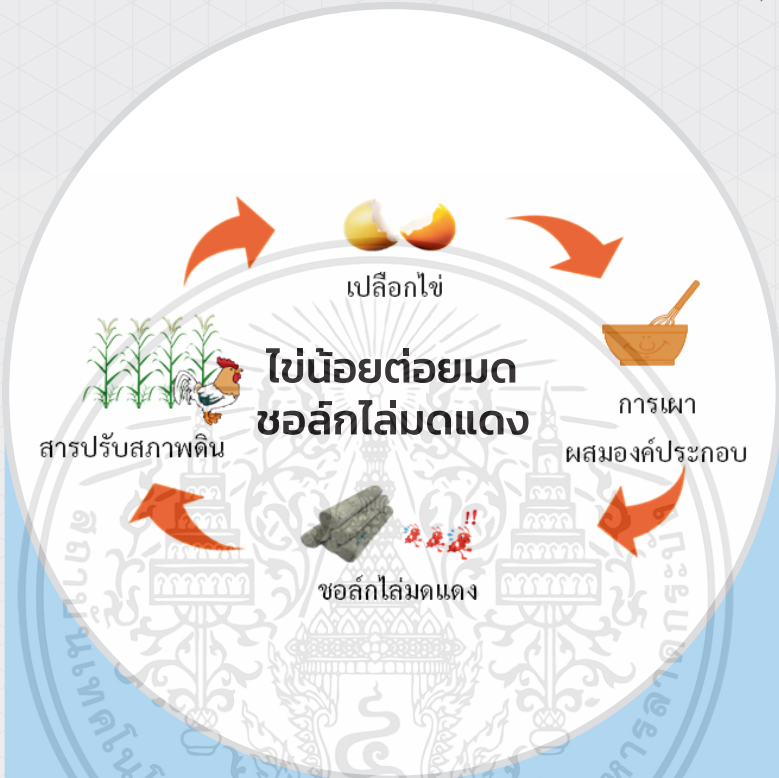 เปลือกไข่
ไข่น้อยต่อยมด
ชอล์กไล่มดแดง
การเผา
ผสมองค์ประกอบ
สารปรับสภาพดิน
!!
ชอล์กไล่มดแดง